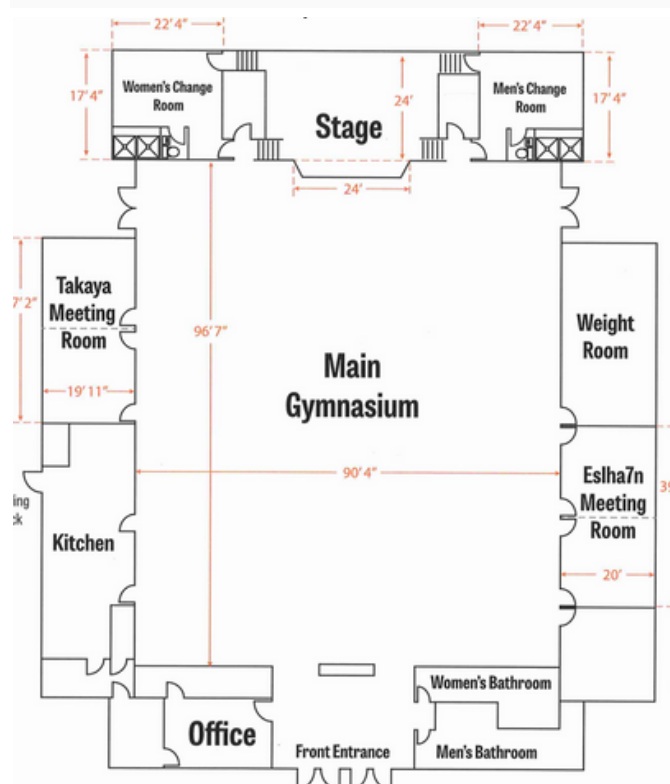 22'4"
22'4"
17'4"
Women's Change
Room
24'
Men's Change
Room
17'4"
Stage
24'
7'2"
Takaya
Meeting
Room
96'7"
Weight
Room
19'11"
Main
Gymnasium
90'4"
Eslha7n
Meeting
Room
20'
Kitchen
Women's Bathroom
Office
Front Entrance
Men's Bathroom